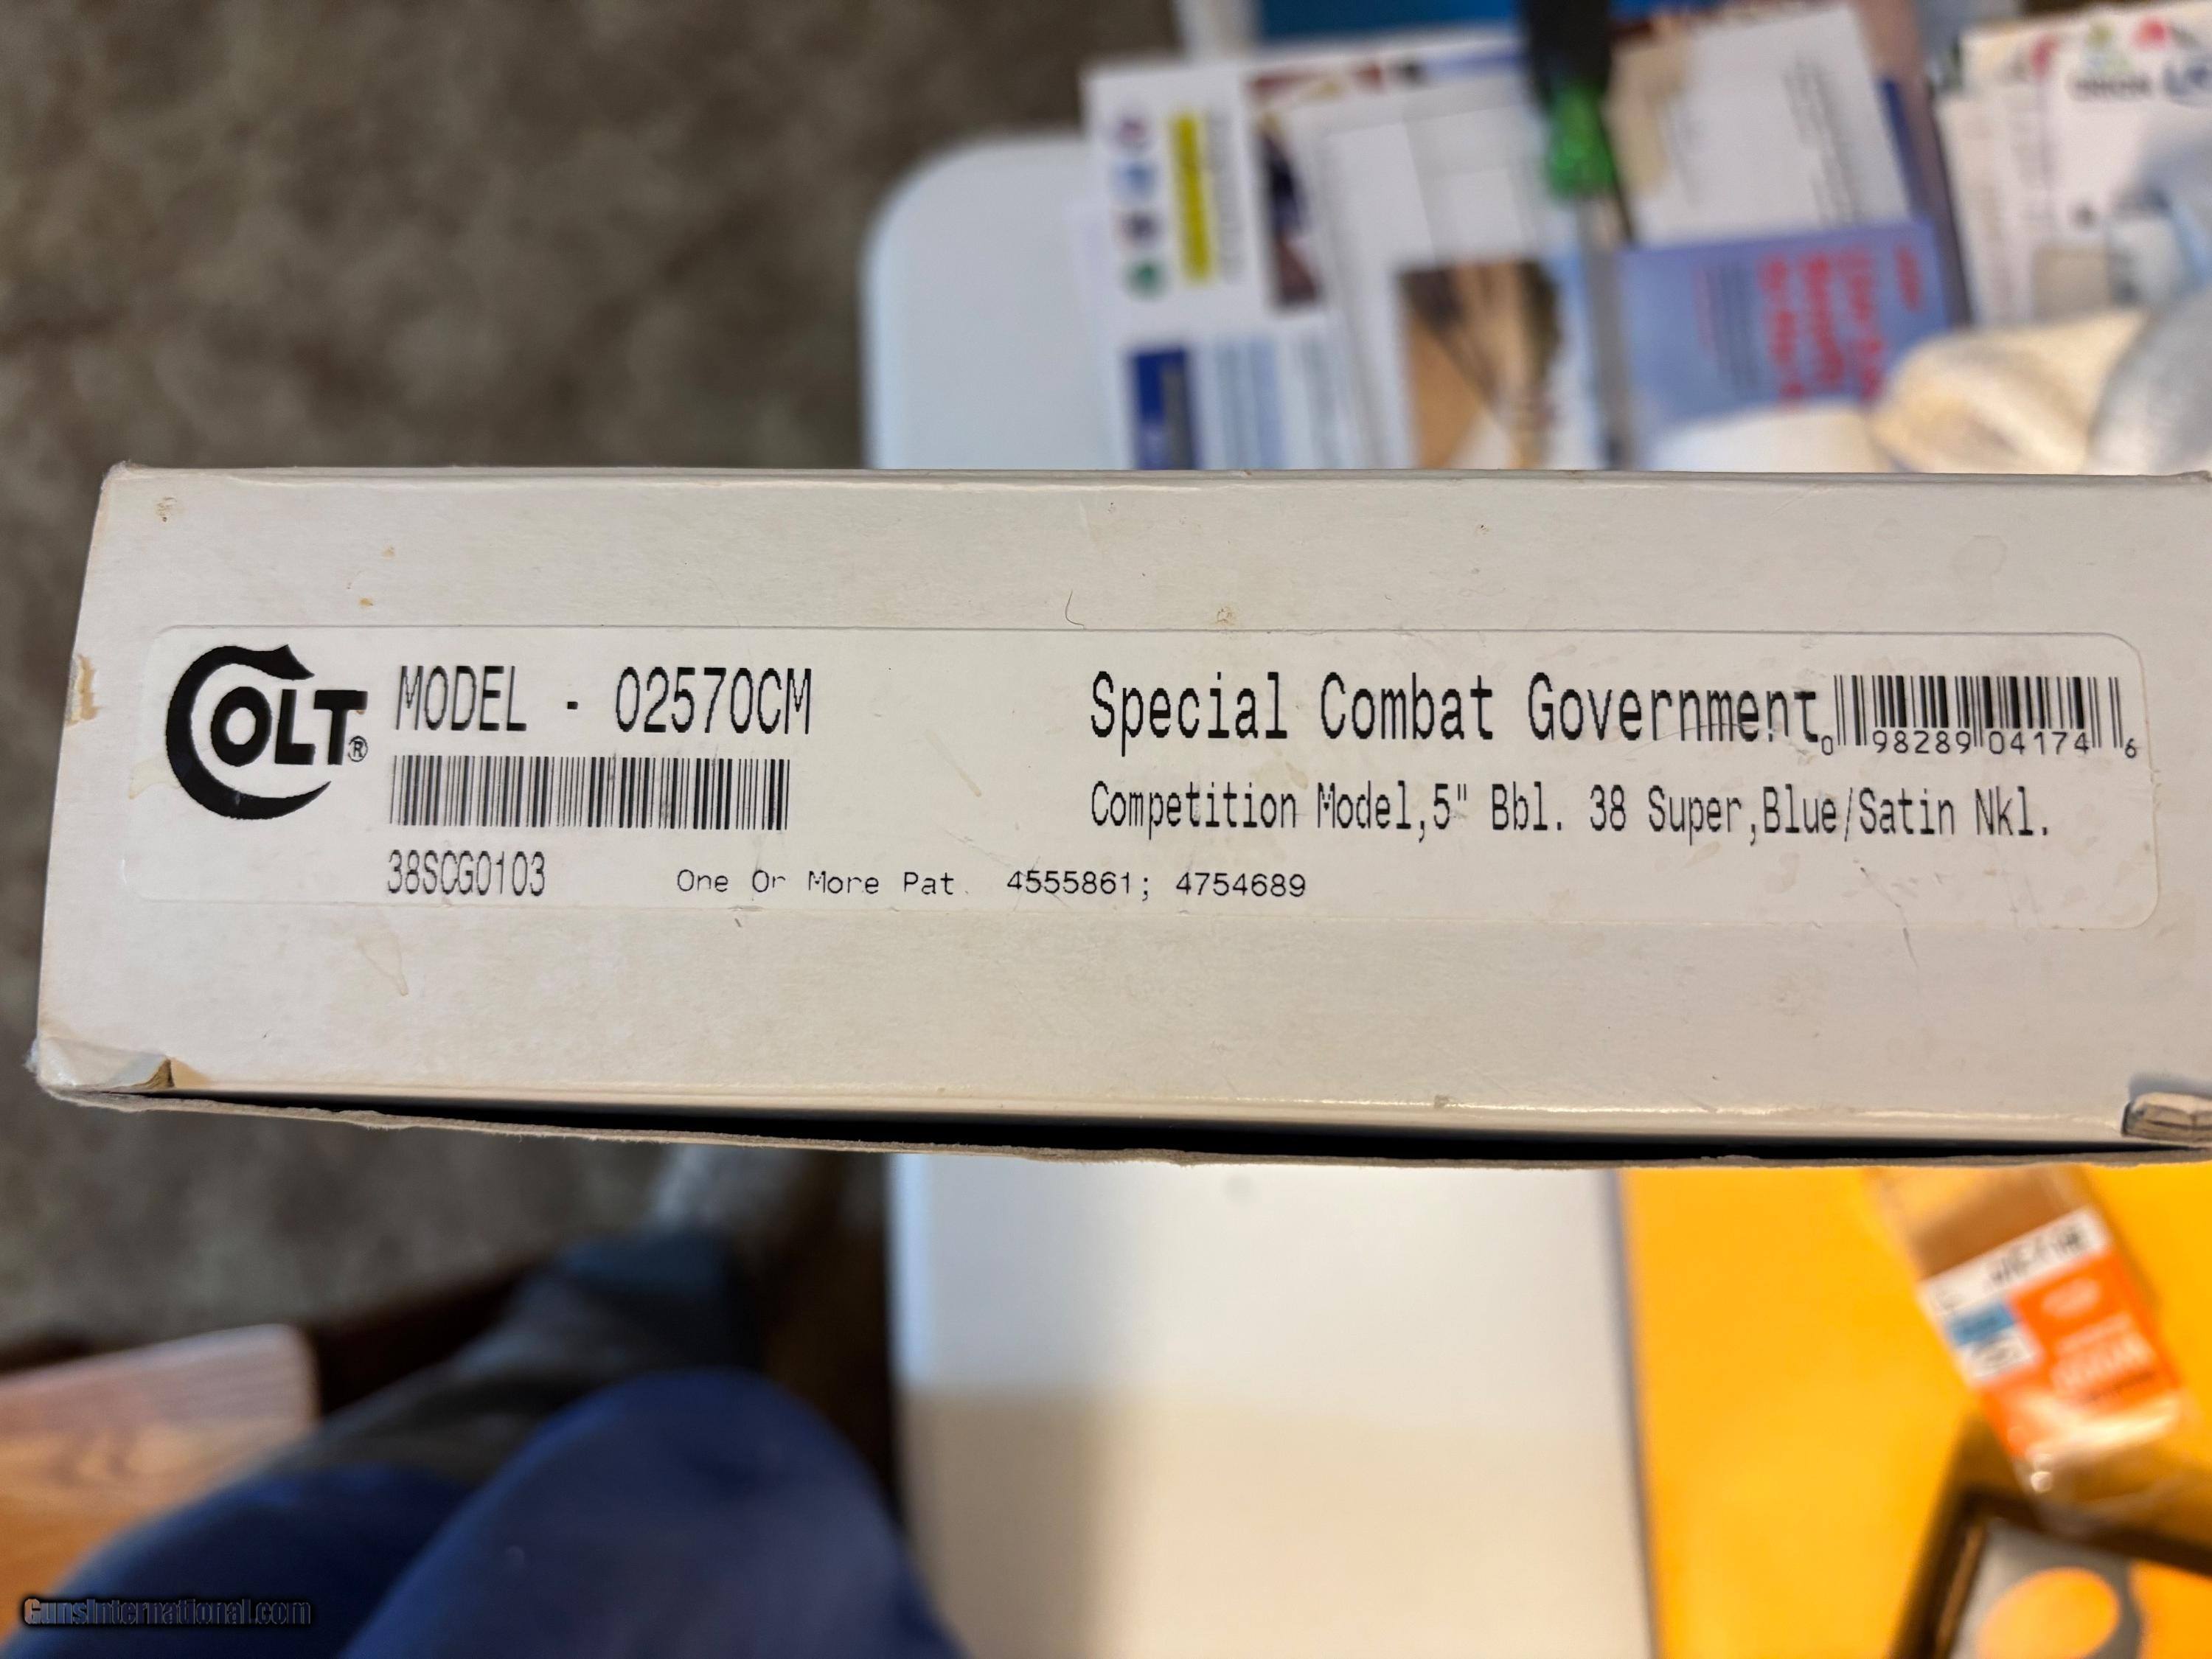 COLT® MODEL - 02570CM
38SCG0103
One Or More Pat. 4555861; 4754689
Special Combat Government
Competition Model,5" Bbl. 38 Super,Blue/Satin Nkl.
0 98289 04174 6
GunsInternational.com